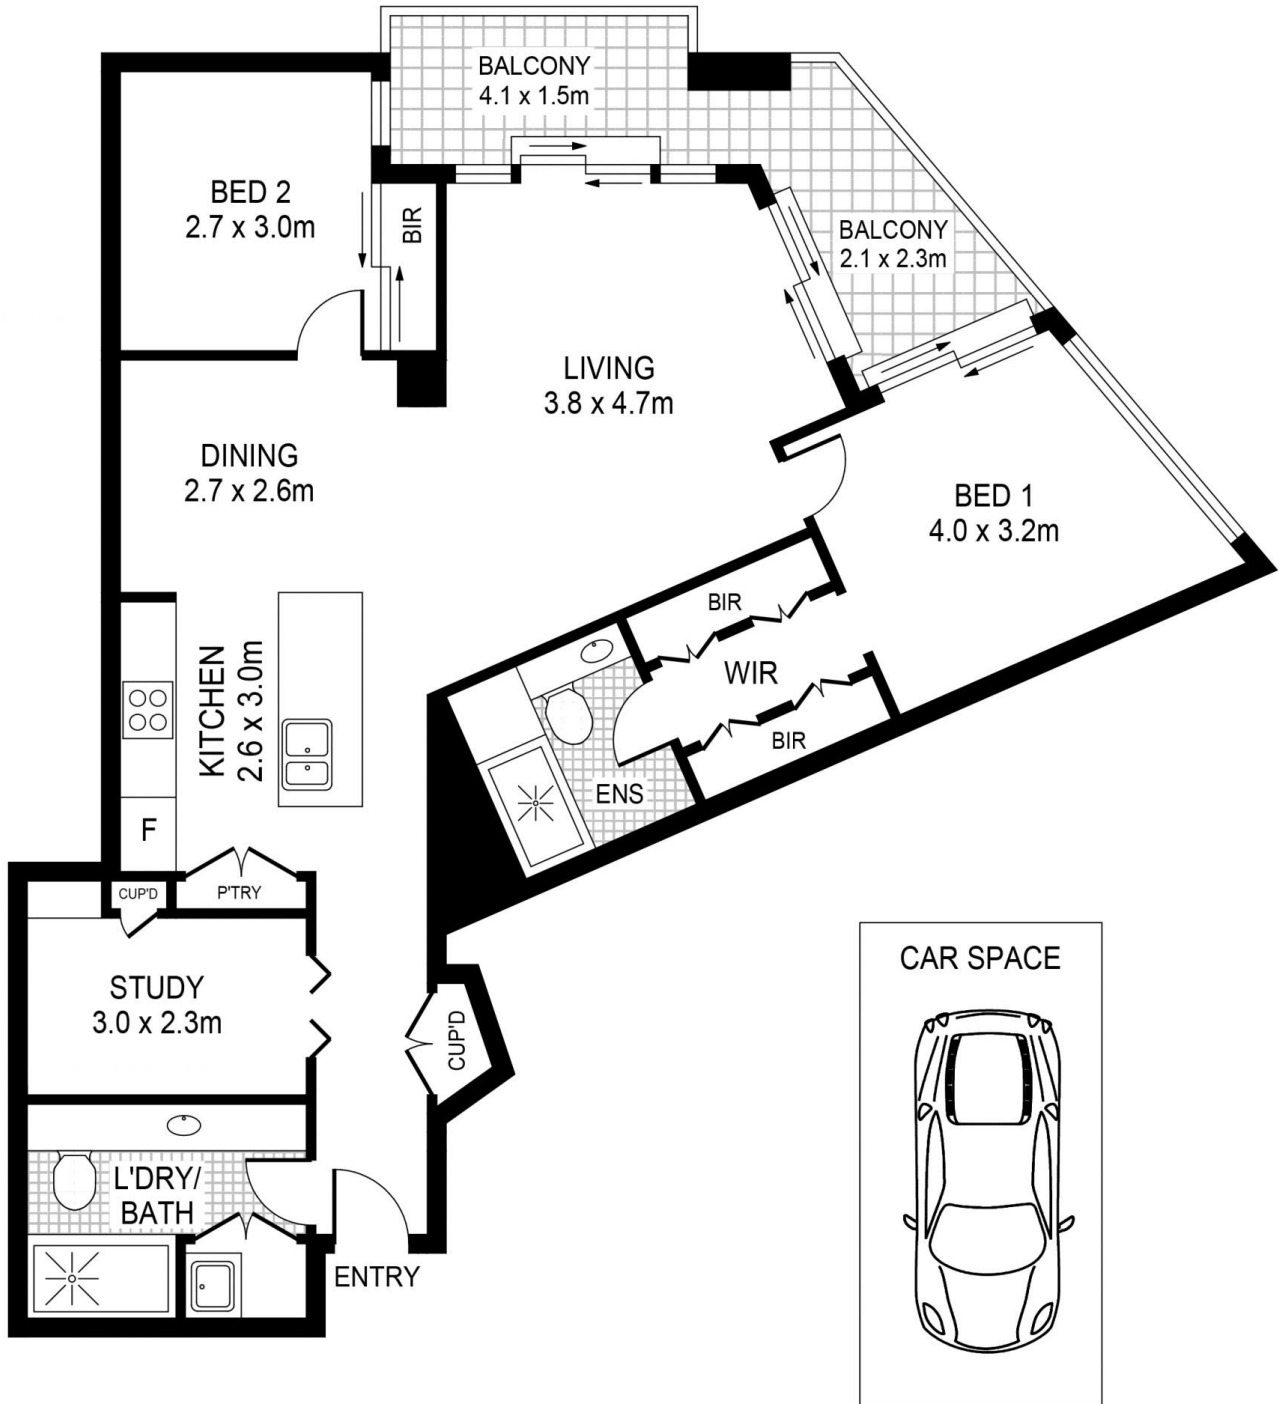 BALCONY
4.1 x 1.5m
BED 2
2.7 x 3.0m
BIR
BALCONY
2.1 x 2.3m
LIVING
3.8 x 4.7m
DINING
2.7 x 2.6m
BED 1
4.0 x 3.2m
BIR
WIR
BIR
KITCHEN
2.6 x 3.0m
ENS
F
CUP'D
P'TRY
STUDY
3.0 x 2.3m
CUP'D
L'DRY/
BATH
ENTRY
CAR SPACE